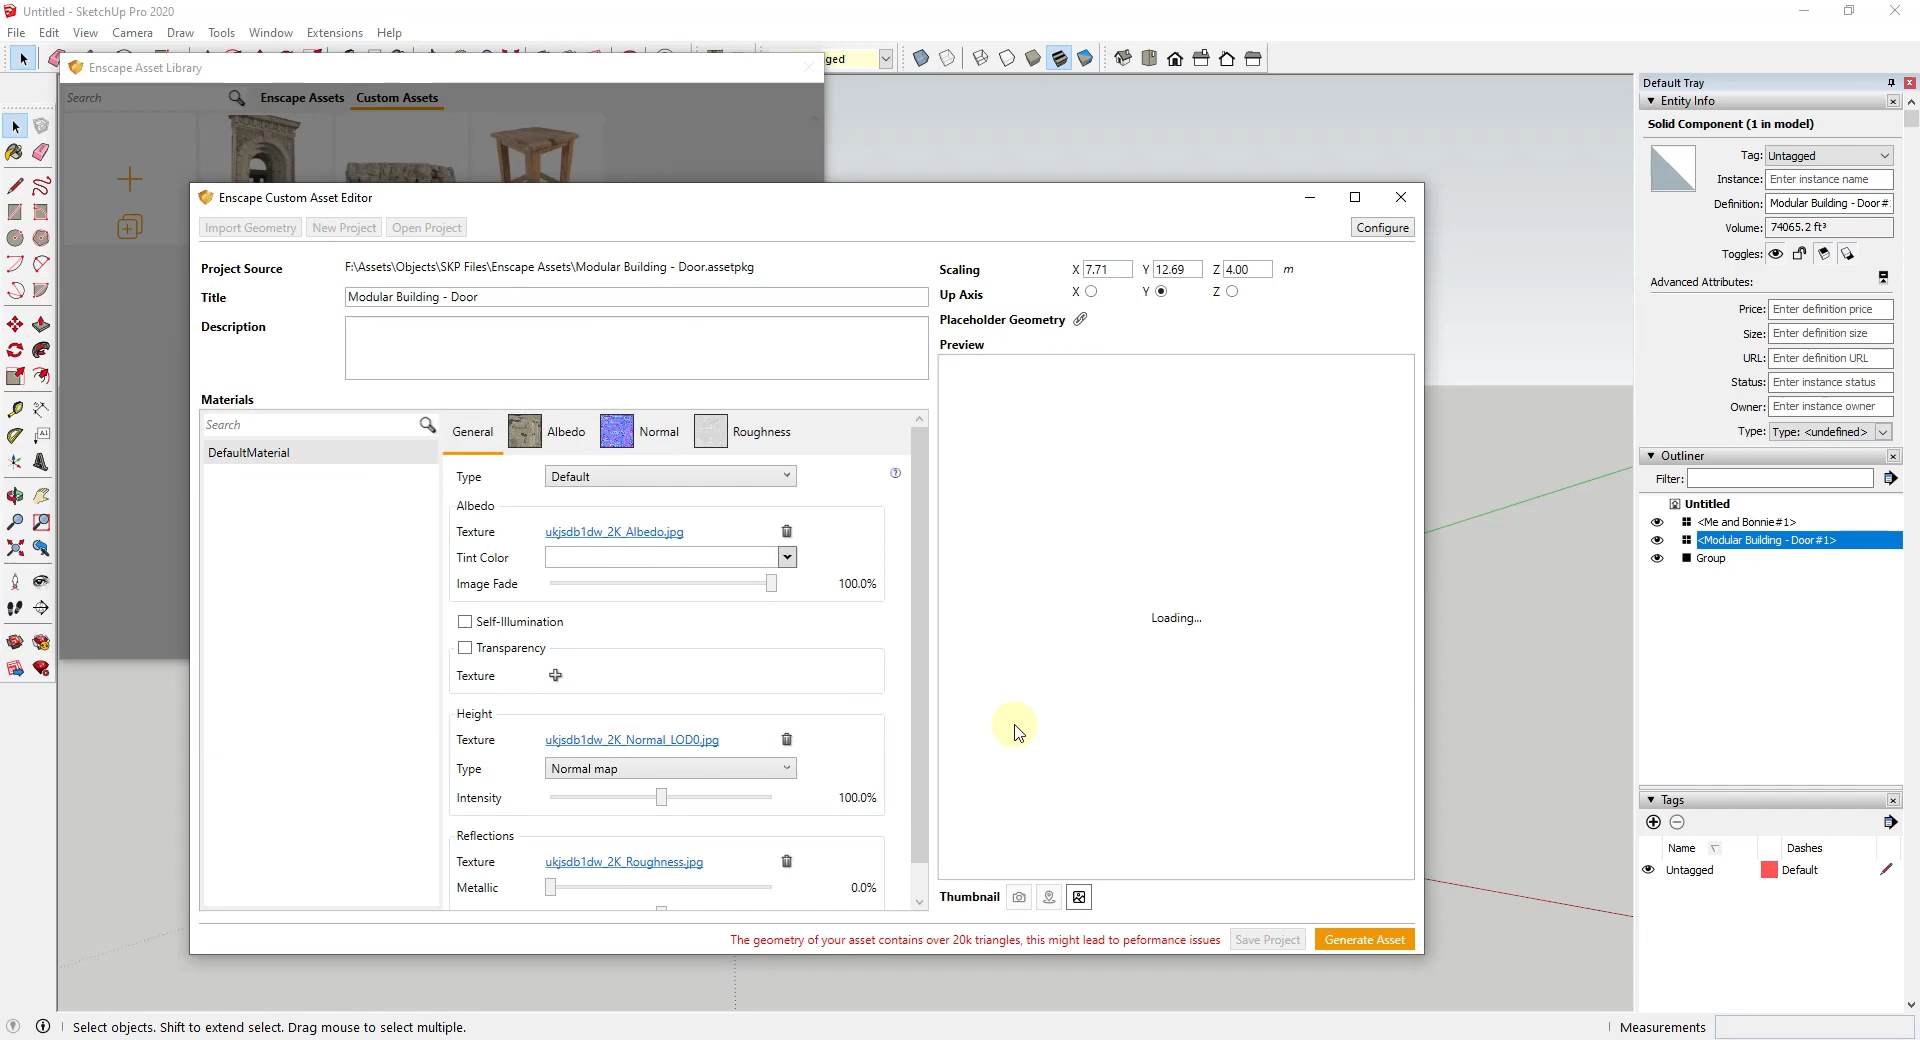 Untitled - SketchUp Pro 2020
File Edit View Camera Draw Tools Window Extensions Help
ged
Enscape Asset Library
Search Enscape Assets Custom Assets
Enscape Custom Asset Editor
Import Geometry New Project Open Project Configure
Project Source F:\Assets\Objects\SKP Files\Enscape Assets\Modular Building - Door.assetpkg
Title Modular Building - Door
Description
Scaling X 7.71 Y 12.69 Z 4.00 m
Up Axis X Y Z
Placeholder Geometry
Preview
Loading...
Materials
Search
DefaultMaterial
General Albedo Normal Roughness
Type Default
Albedo
Texture ukjsdb1dw_2K_Albedo.jpg
Tint Color
Image Fade 100.0%
Self-Illumination
Transparency
Texture
Height
Texture ukjsdb1dw_2K_Normal_LOD0.jpg
Type Normal map
Intensity 100.0%
Reflections
Texture ukjsdb1dw_2K_Roughness.jpg
Metallic 0.0%
Thumbnail
The geometry of your asset contains over 20k triangles, this might lead to peformance issues
Save Project Generate Asset
Default Tray
Entity Info
Solid Component (1 in model)
Tag: Untagged
Instance: Enter instance name
Definition: Modular Building - Door#
Volume: 74065.2 ft³
Toggles:
Advanced Attributes:
Price: Enter definition price
Size: Enter definition size
URL: Enter definition URL
Status: Enter instance status
Owner: Enter instance owner
Type: Type: <undefined>
Outliner
Filter:
Untitled
<Me and Bonnie#1>
<Modular Building - Door#1>
Group
Tags
Name Dashes
Untagged Default
Select objects. Shift to extend select. Drag mouse to select multiple.
Measurements